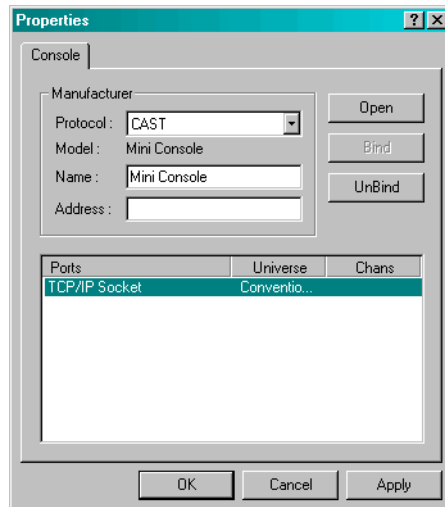 Properties
Console
Manufacturer
Protocol : CAST
Model : Mini Console
Name : Mini Console
Address :
Open
Bind
UnBind
Ports Universe Chans
TCP/IP Socket Conventio...
OK Cancel Apply